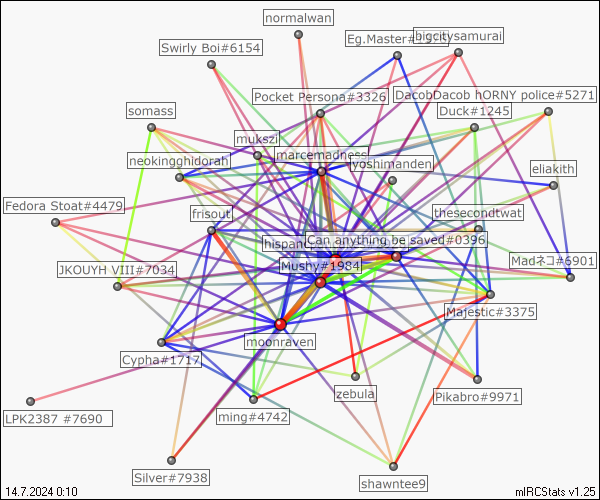 normalwan
Eg.Master#
bigcitysamurai
Swirly Boi#6154
DacobDacob hORNY police#5271
Pocket Persona#3326
somass
Duck#1245
mukszi
marcemadness
neokingghidorah
yoshimanden
eliakith
Fedora Stoat#4479
frisout
thesecondtwat
hispand
Can anything be saved#0396
Madネコ#6901
JKOUYH VIII#7034
Mushy#1984
Majestic#3375
moonraven
Cypha#1717
zebula
Pikabro#9971
LPK2387 #7690
ming#4742
Silver#7938
shawntee9
14.7.2024 0:10
mIRCStats v1.25